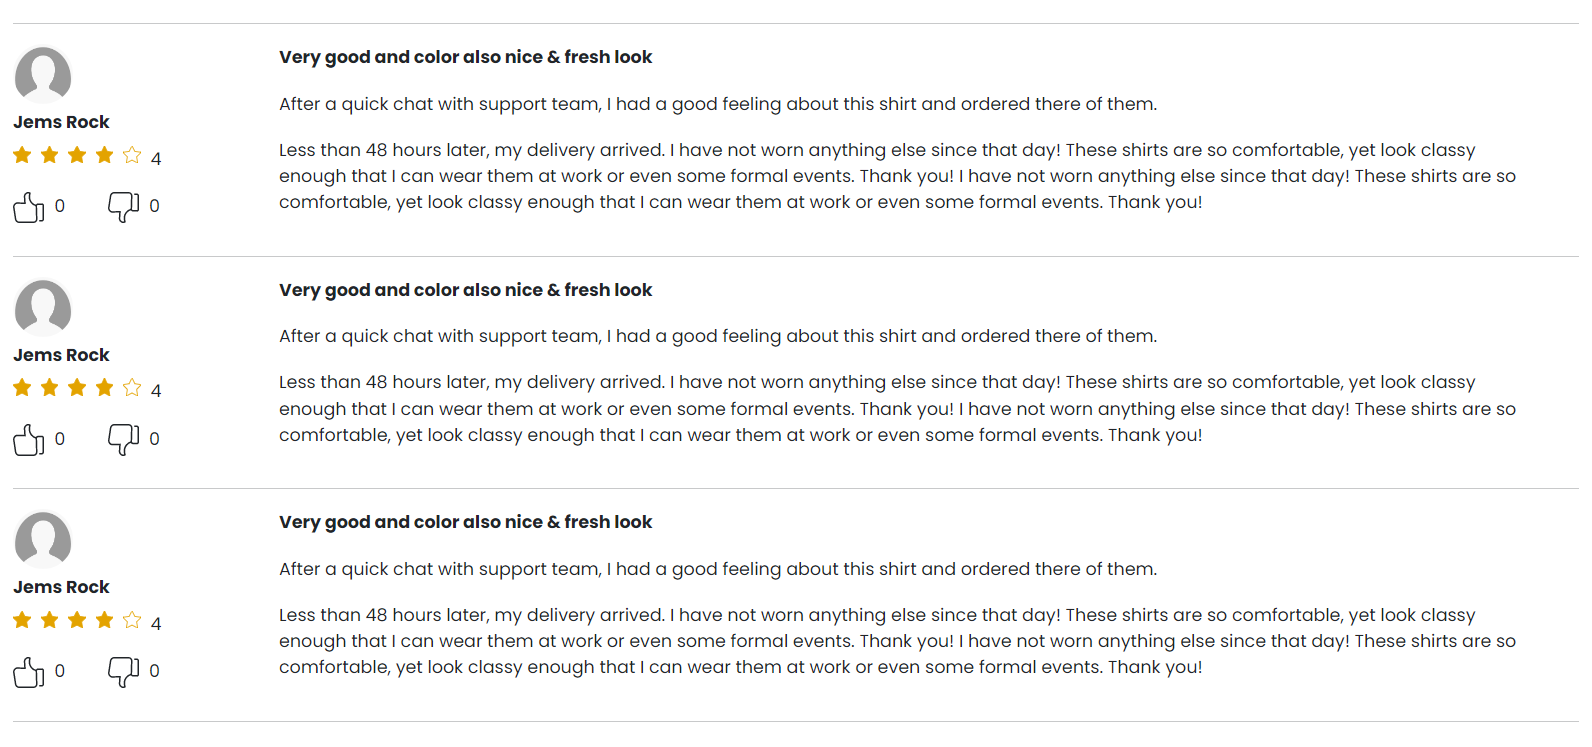 Very good and color also nice & fresh look
After a quick chat with support team, I had a good feeling about this shirt and ordered there of them.
Jems Rock
4
Less than 48 hours later, my delivery arrived. I have not worn anything else since that day! These shirts are so comfortable, yet look classy
enough that I can wear them at work or even some formal events. Thank you! I have not worn anything else since that day! These shirts are so
comfortable, yet look classy enough that I can wear them at work or even some formal events. Thank you!
0 0
Very good and color also nice & fresh look
After a quick chat with support team, I had a good feeling about this shirt and ordered there of them.
Jems Rock
4
Less than 48 hours later, my delivery arrived. I have not worn anything else since that day! These shirts are so comfortable, yet look classy
enough that I can wear them at work or even some formal events. Thank you! I have not worn anything else since that day! These shirts are so
comfortable, yet look classy enough that I can wear them at work or even some formal events. Thank you!
0 0
Very good and color also nice & fresh look
After a quick chat with support team, I had a good feeling about this shirt and ordered there of them.
Jems Rock
4
Less than 48 hours later, my delivery arrived. I have not worn anything else since that day! These shirts are so comfortable, yet look classy
enough that I can wear them at work or even some formal events. Thank you! I have not worn anything else since that day! These shirts are so
comfortable, yet look classy enough that I can wear them at work or even some formal events. Thank you!
0 0